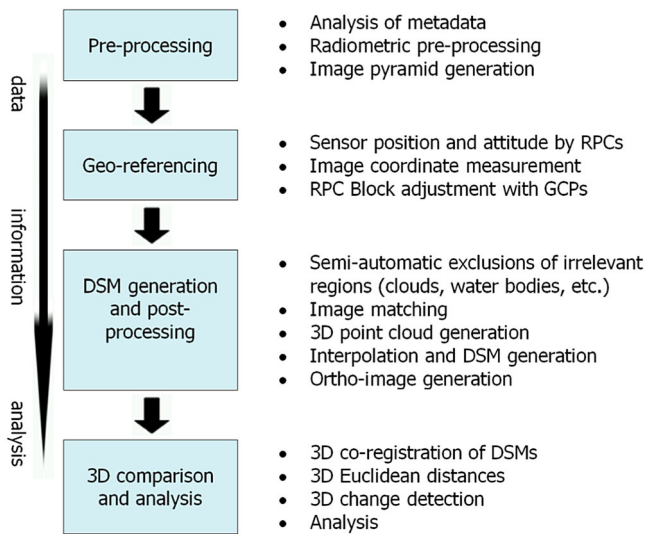 data
information
analysis
Pre-processing
• Analysis of metadata
• Radiometric pre-processing
• Image pyramid generation
Geo-referencing
• Sensor position and attitude by RPCs
• Image coordinate measurement
• RPC Block adjustment with GCPs
DSM generation
and post-
processing
• Semi-automatic exclusions of irrelevant
regions (clouds, water bodies, etc.)
• Image matching
• 3D point cloud generation
• Interpolation and DSM generation
• Ortho-image generation
3D comparison
and analysis
• 3D co-registration of DSMs
• 3D Euclidean distances
• 3D change detection
• Analysis